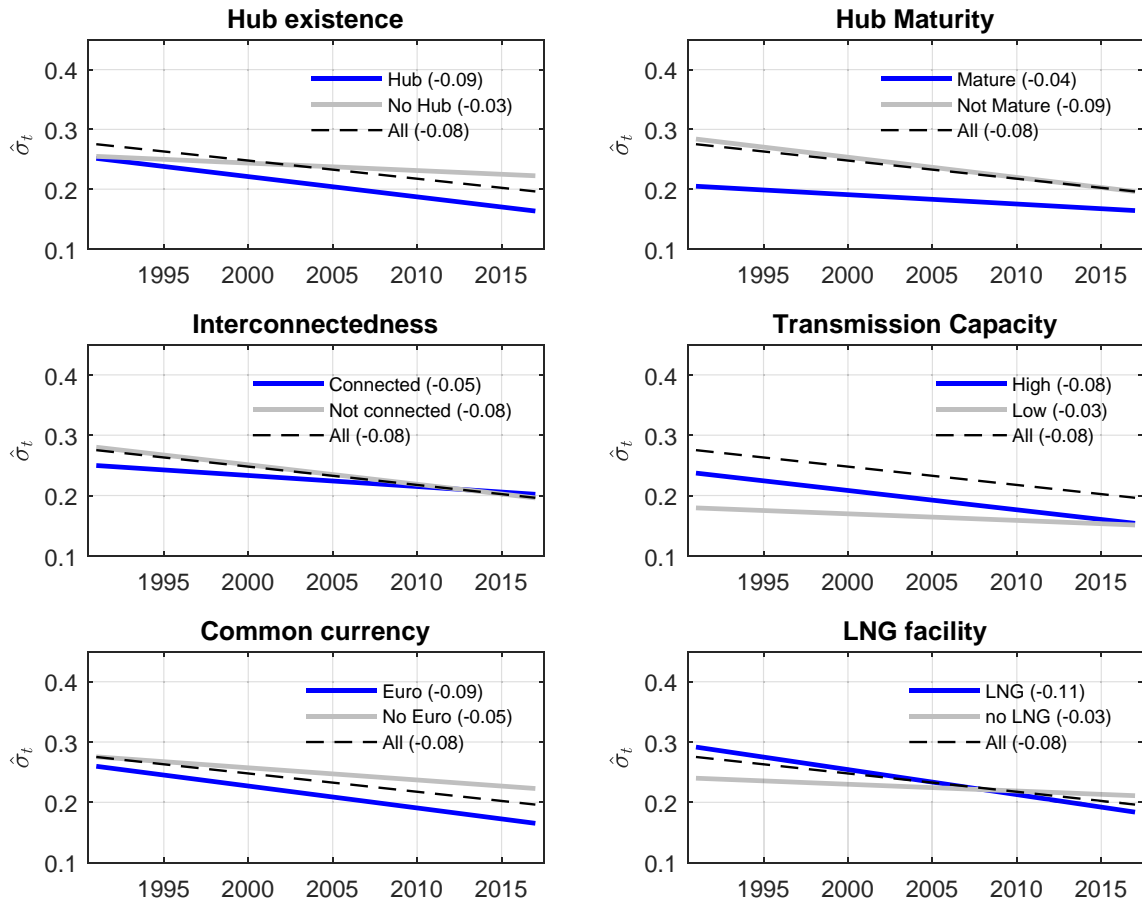 Hub existence
σ̂t
0.4
0.3
0.2
0.1
Hub (-0.09)
No Hub (-0.03)
All (-0.08)
1995 2000 2005 2010 2015
Hub Maturity
σ̂t
0.4
0.3
0.2
0.1
Mature (-0.04)
Not Mature (-0.09)
All (-0.08)
1995 2000 2005 2010 2015
Interconnectedness
σ̂t
0.4
0.3
0.2
0.1
Connected (-0.05)
Not connected (-0.08)
All (-0.08)
1995 2000 2005 2010 2015
Transmission Capacity
σ̂t
0.4
0.3
0.2
0.1
High (-0.08)
Low (-0.03)
All (-0.08)
1995 2000 2005 2010 2015
Common currency
σ̂t
0.4
0.3
0.2
0.1
Euro (-0.09)
No Euro (-0.05)
All (-0.08)
1995 2000 2005 2010 2015
LNG facility
σ̂t
0.4
0.3
0.2
0.1
LNG (-0.11)
no LNG (-0.03)
All (-0.08)
1995 2000 2005 2010 2015